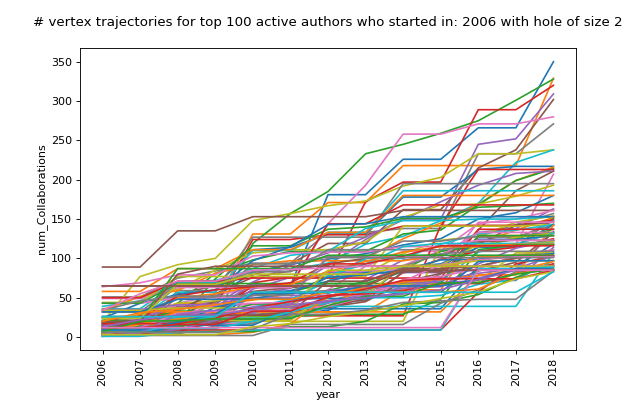 # vertex trajectories for top 100 active authors who started in: 2006 with hole of size 2
350
300
250
200
150
100
50
0
num_Collaborations
2006 2007 2008 2009 2010 2011 2012 2013 2014 2015 2016 2017 2018
year